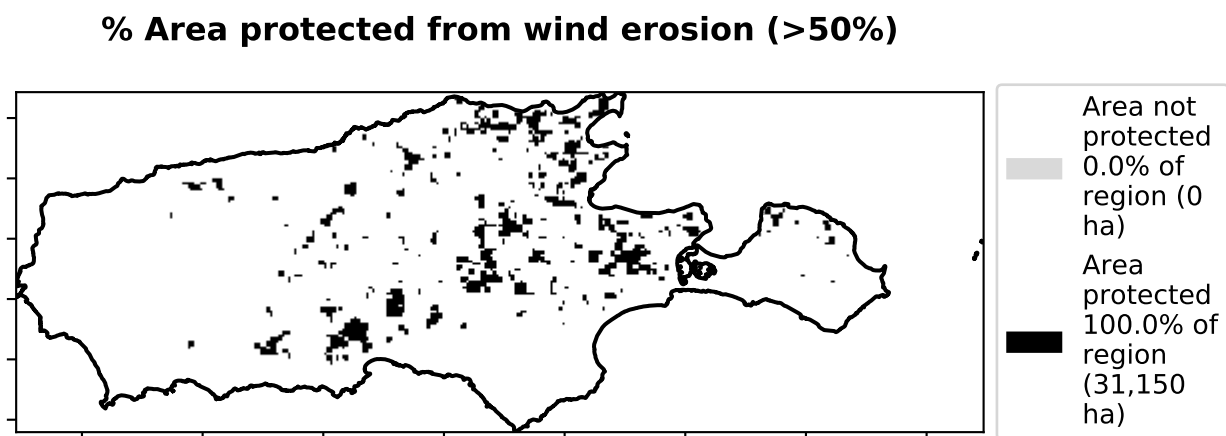 % Area protected from wind erosion (>50%)
Area not
protected
0.0% of
region (0
ha)
Area
protected
100.0% of
region
(31,150
ha)